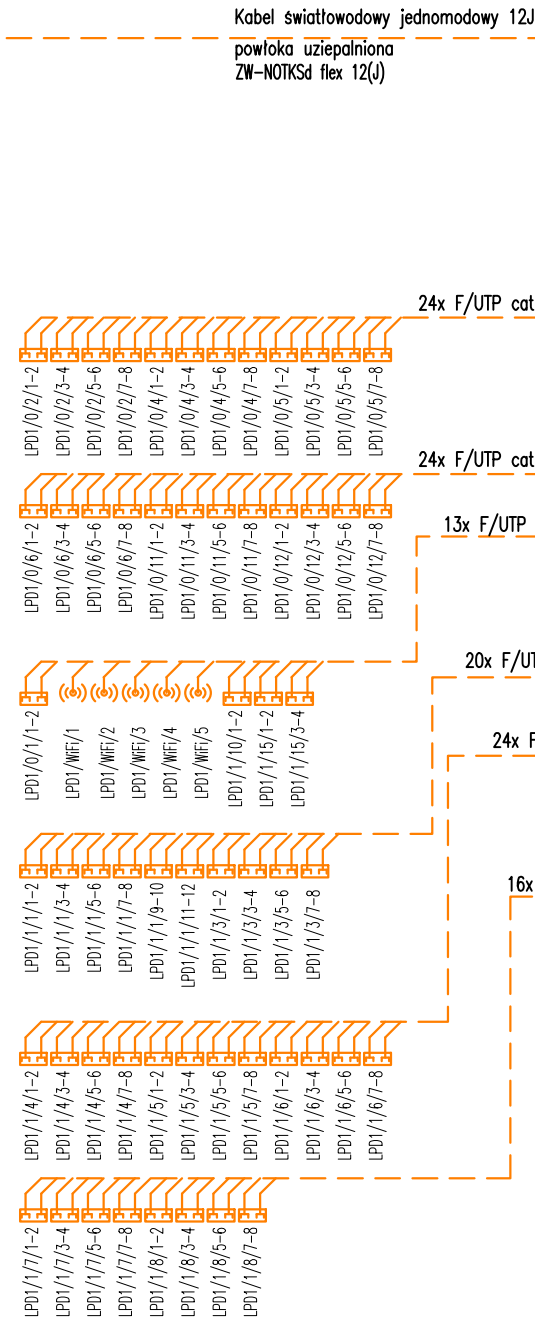 Kabel światłowodowy jednomodowy 12J
powłoka uziepalniona
ZW-NOTKSd flex 12(J)
24x F/UTP cat
LPD1/0/2/1-2
LPD1/0/2/3-4
LPD1/0/2/5-6
LPD1/0/2/7-8
LPD1/0/4/1-2
LPD1/0/4/3-4
LPD1/0/4/5-6
LPD1/0/4/7-8
LPD1/0/5/1-2
LPD1/0/5/3-4
LPD1/0/5/5-6
LPD1/0/5/7-8
24x F/UTP cat
LPD1/0/6/1-2
LPD1/0/6/3-4
LPD1/0/6/5-6
LPD1/0/6/7-8
LPD1/0/11/1-2
LPD1/0/11/3-4
LPD1/0/11/5-6
LPD1/0/11/7-8
LPD1/0/12/1-2
LPD1/0/12/3-4
LPD1/0/12/5-6
LPD1/0/12/7-8
13x F/UTP
LPD1/0/1/1-2
LPD1/WiFi/1
LPD1/WiFi/2
LPD1/WiFi/3
LPD1/WiFi/4
LPD1/WiFi/5
LPD1/1/10/1-2
LPD1/1/15/1-2
LPD1/1/15/3-4
20x F/UT
LPD1/1/1/1-2
LPD1/1/1/3-4
LPD1/1/1/5-6
LPD1/1/1/7-8
LPD1/1/1/9-10
LPD1/1/1/11-12
LPD1/1/3/1-2
LPD1/1/3/3-4
LPD1/1/3/5-6
LPD1/1/3/7-8
24x F
LPD1/1/4/1-2
LPD1/1/4/3-4
LPD1/1/4/5-6
LPD1/1/4/7-8
LPD1/1/5/1-2
LPD1/1/5/3-4
LPD1/1/5/5-6
LPD1/1/5/7-8
LPD1/1/6/1-2
LPD1/1/6/3-4
LPD1/1/6/5-6
LPD1/1/6/7-8
16x
LPD1/1/7/1-2
LPD1/1/7/3-4
LPD1/1/7/5-6
LPD1/1/7/7-8
LPD1/1/8/1-2
LPD1/1/8/3-4
LPD1/1/8/5-6
LPD1/1/8/7-8